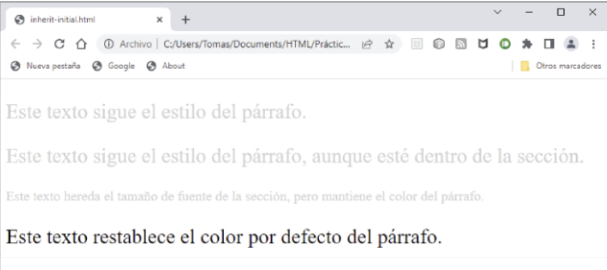 inherit-initial.html
Archivo | C:/Users/Tomas/Documents/HTML/Práctic...
Nueva pestaña Google About Otros marcadores
Este texto sigue el estilo del párrafo.
Este texto sigue el estilo del párrafo, aunque esté dentro de la sección.
Este texto hereda el tamaño de fuente de la sección, pero mantiene el color del párrafo.
Este texto restablece el color por defecto del párrafo.